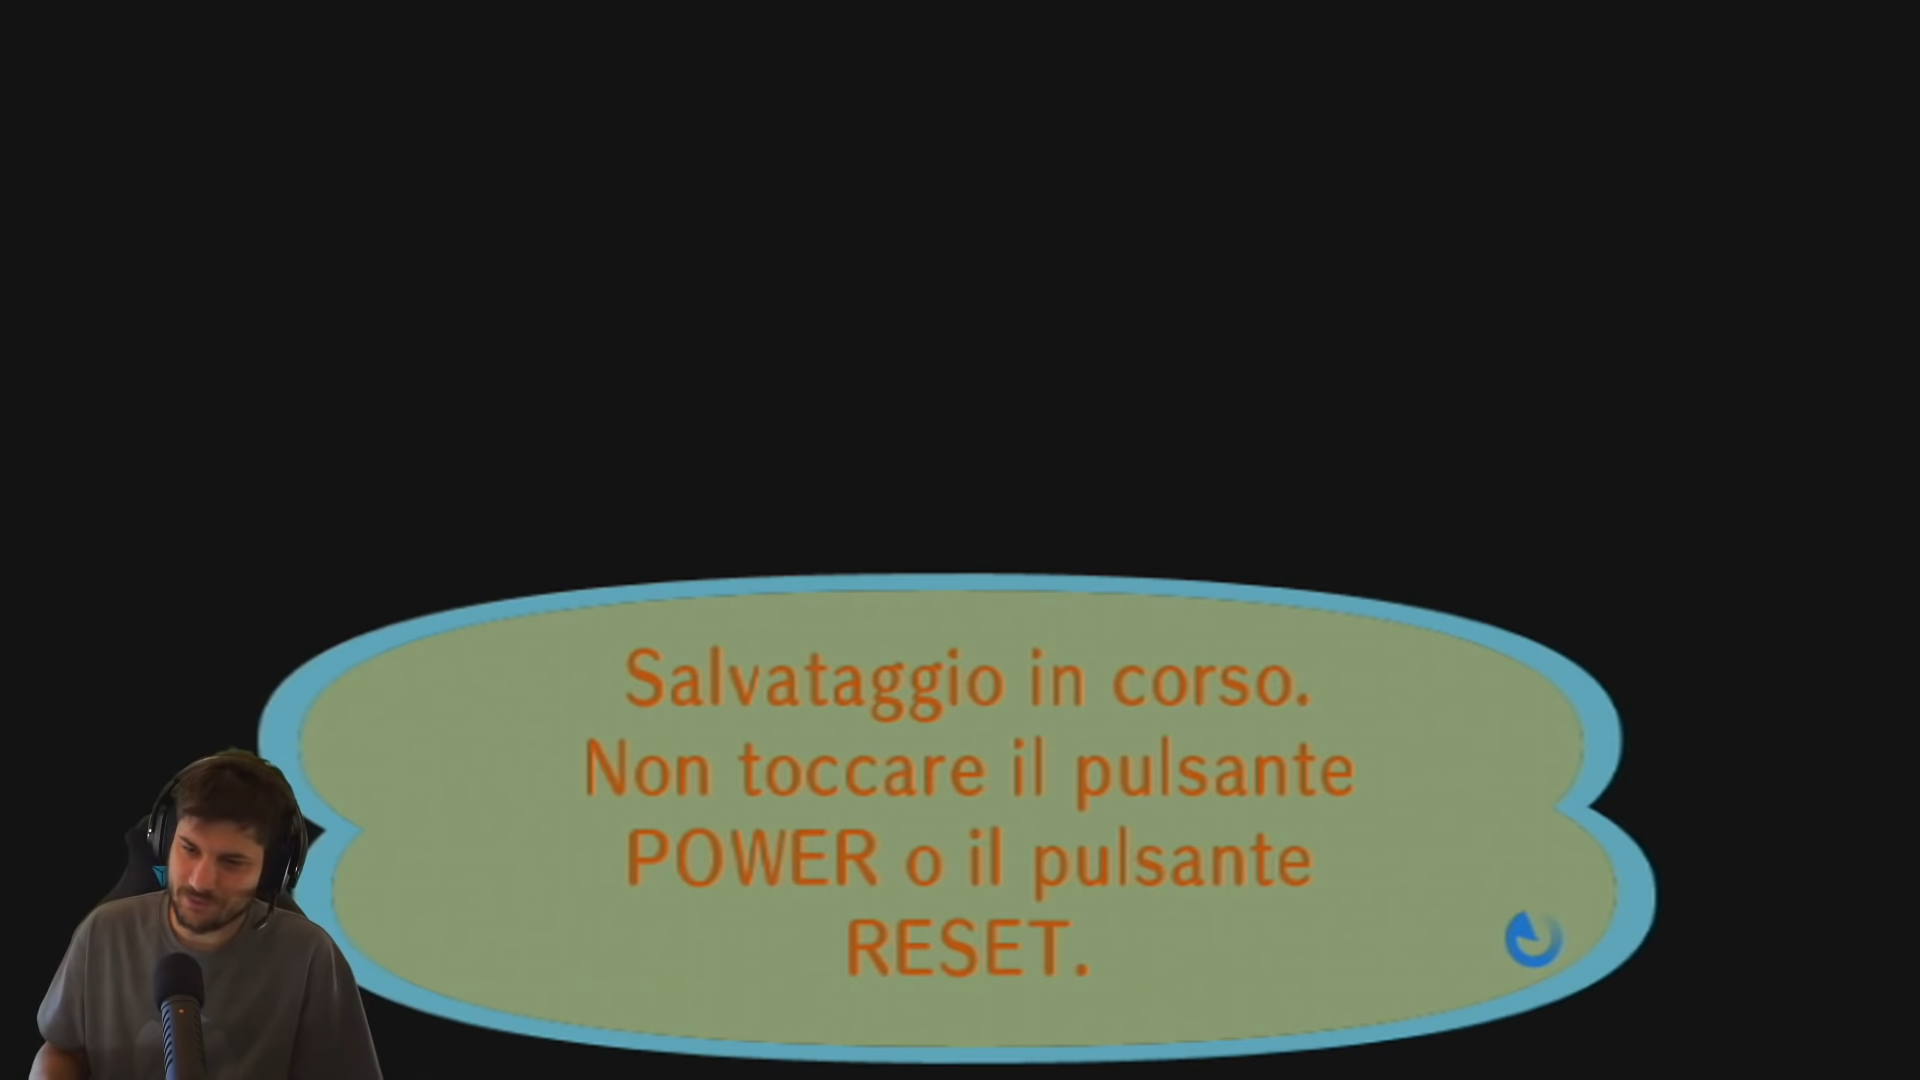 Salvataggio in corso.
Non toccare il pulsante
POWER o il pulsante
RESET.